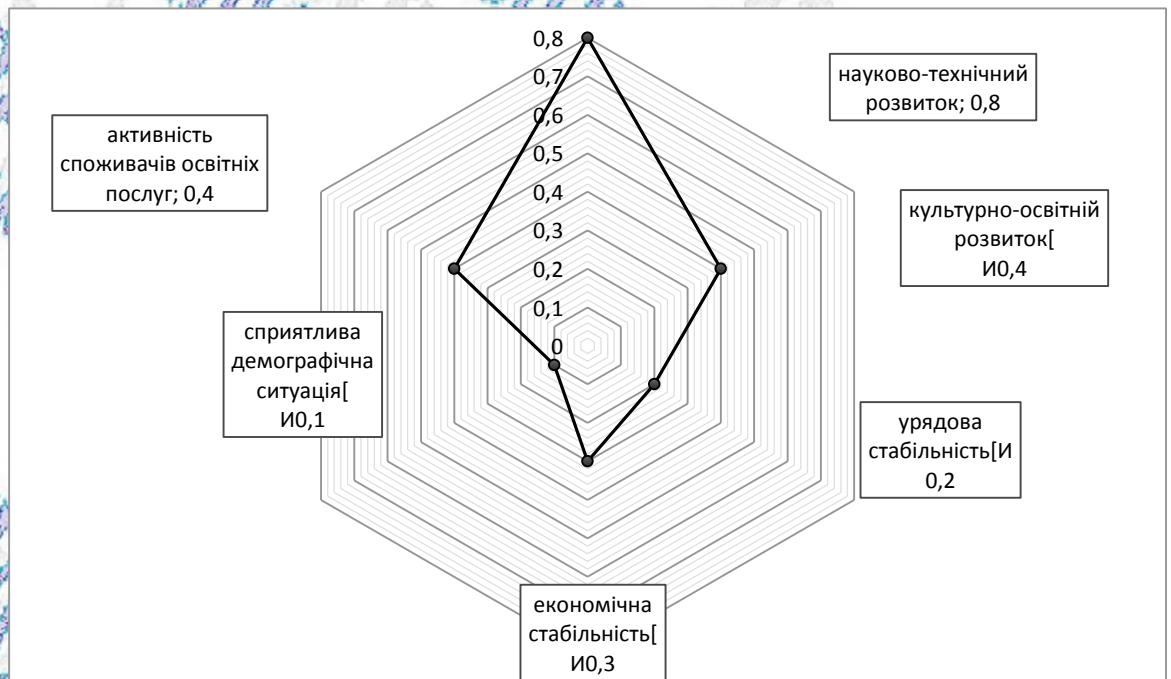 0,8
0,7
0,6
0,5
0,4
0,3
0,2
0,1
0
науково-технічний
розвиток; 0,8
культурно-освітній
розвиток[
И0,4
урядова
стабільність[И
0,2
економічна
стабільність[
И0,3
сприятлива
демографічна
ситуація[
И0,1
активність
споживачів освітніх
послуг; 0,4